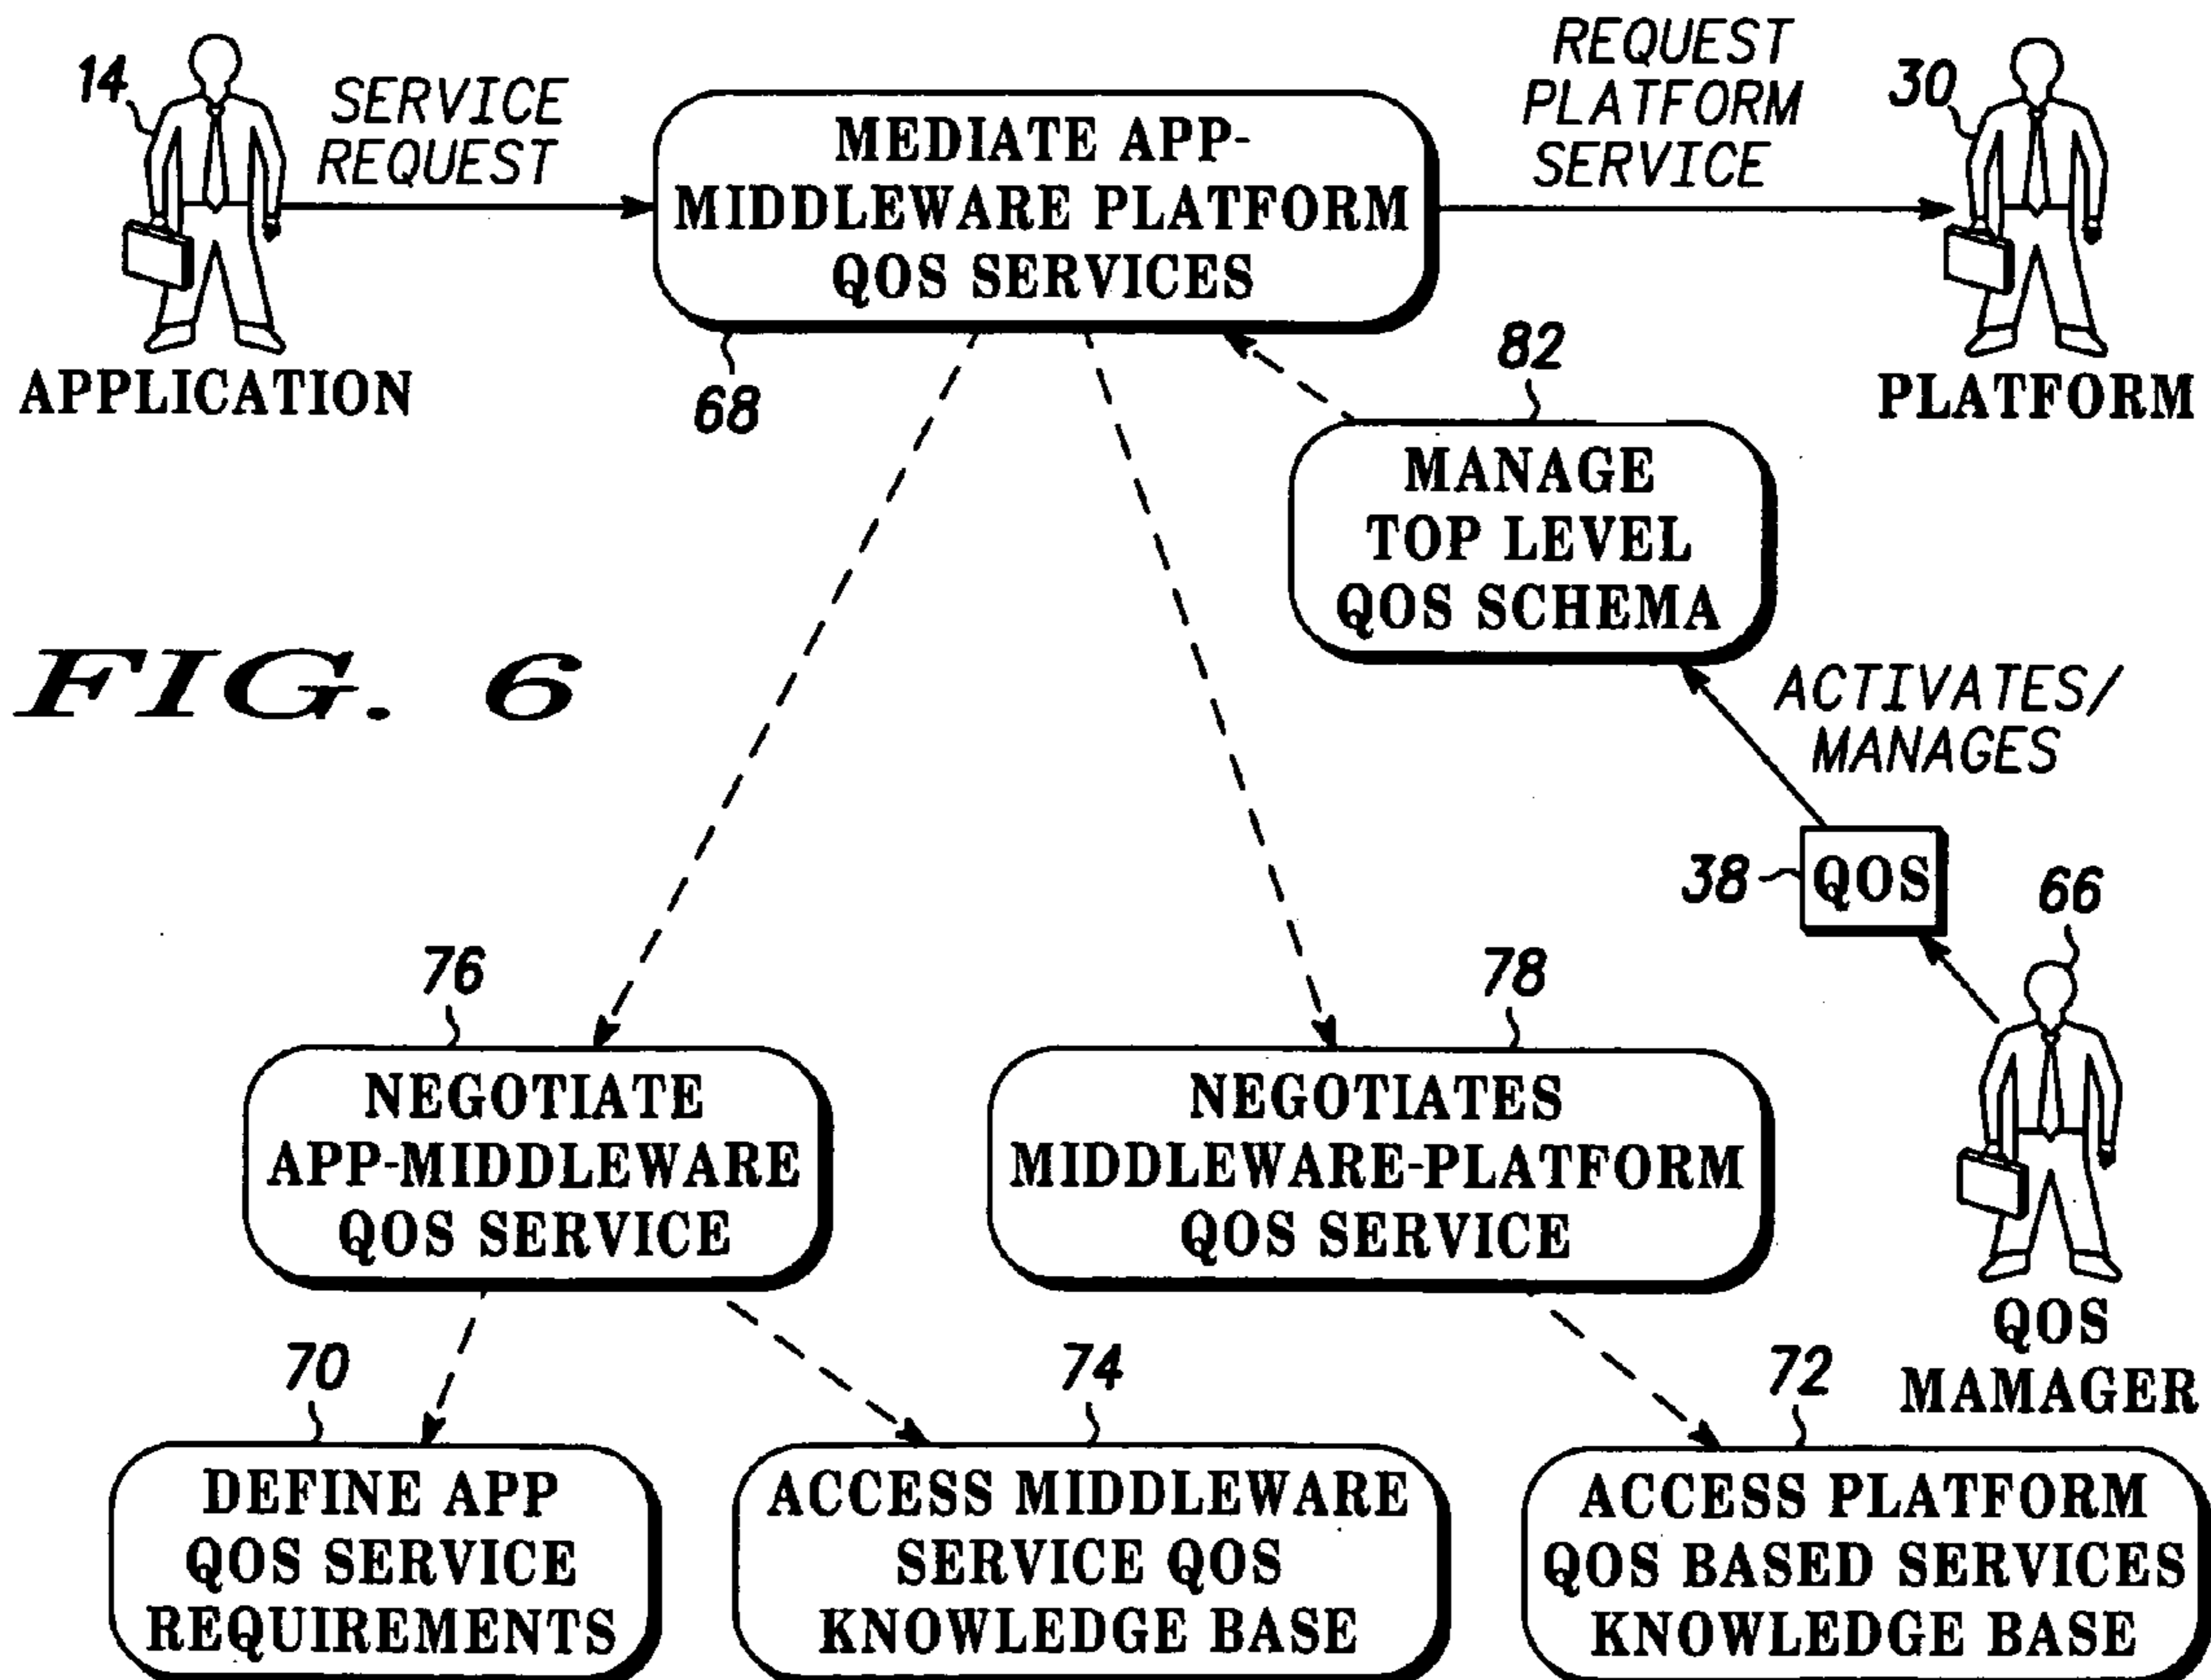 14
SERVICE
REQUEST
APPLICATION
MEDIATE APP-
MIDDLEWARE PLATFORM
QOS SERVICES
68
REQUEST
PLATFORM
SERVICE
30
PLATFORM
82
MANAGE
TOP LEVEL
QOS SCHEMA
FIG. 6
ACTIVATES/
MANAGES
38
QOS
66
QOS
MAMAGER
76
NEGOTIATE
APP-MIDDLEWARE
QOS SERVICE
78
NEGOTIATES
MIDDLEWARE-PLATFORM
QOS SERVICE
70
DEFINE APP
QOS SERVICE
REQUIREMENTS
74
ACCESS MIDDLEWARE
SERVICE QOS
KNOWLEDGE BASE
72
ACCESS PLATFORM
QOS BASED SERVICES
KNOWLEDGE BASE